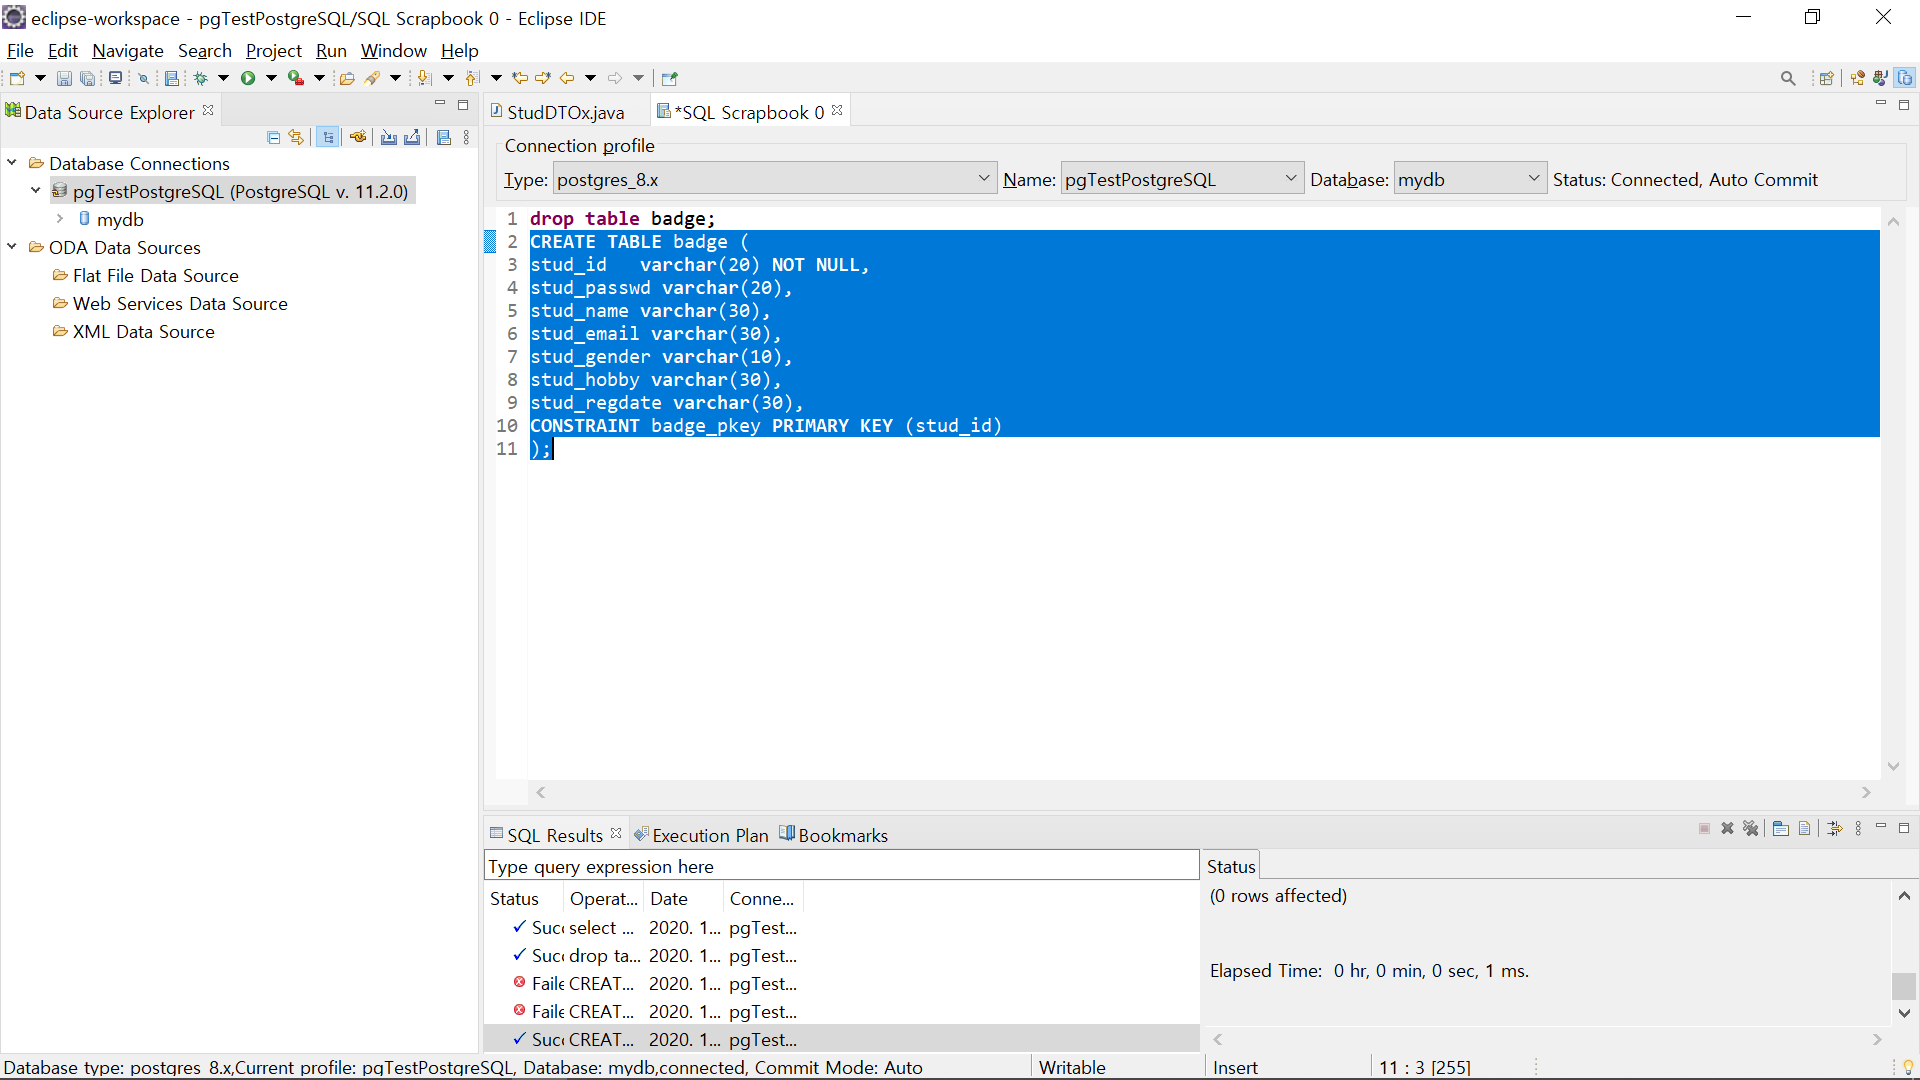 eclipse-workspace - pgTestPostgreSQL/SQL Scrapbook 0 - Eclipse IDE
File Edit Navigate Search Project Run Window Help
Data Source Explorer
Database Connections
pgTestPostgreSQL (PostgreSQL v. 11.2.0)
mydb
ODA Data Sources
Flat File Data Source
Web Services Data Source
XML Data Source
StudDTOx.java
*SQL Scrapbook 0
Connection profile
Type: postgres_8.x Name: pgTestPostgreSQL Database: mydb Status: Connected, Auto Commit
1 drop table badge;
2 CREATE TABLE badge (
3 stud_id   varchar(20) NOT NULL,
4 stud_passwd varchar(20),
5 stud_name varchar(30),
6 stud_email varchar(30),
7 stud_gender varchar(10),
8 stud_hobby varchar(30),
9 stud_regdate varchar(30),
10 CONSTRAINT badge_pkey PRIMARY KEY (stud_id)
11 );
SQL Results Execution Plan Bookmarks
Type query expression here
Status Operat... Date Conne...
Succ select ... 2020. 1... pgTest...
Succ drop ta... 2020. 1... pgTest...
Faile CREAT... 2020. 1... pgTest...
Faile CREAT... 2020. 1... pgTest...
Succ CREAT... 2020. 1... pgTest...
Status
(0 rows affected)
Elapsed Time:  0 hr, 0 min, 0 sec, 1 ms.
Database type: postgres_8.x,Current profile: pgTestPostgreSQL, Database: mydb,connected, Commit Mode: Auto Writable Insert 11 : 3 [255]